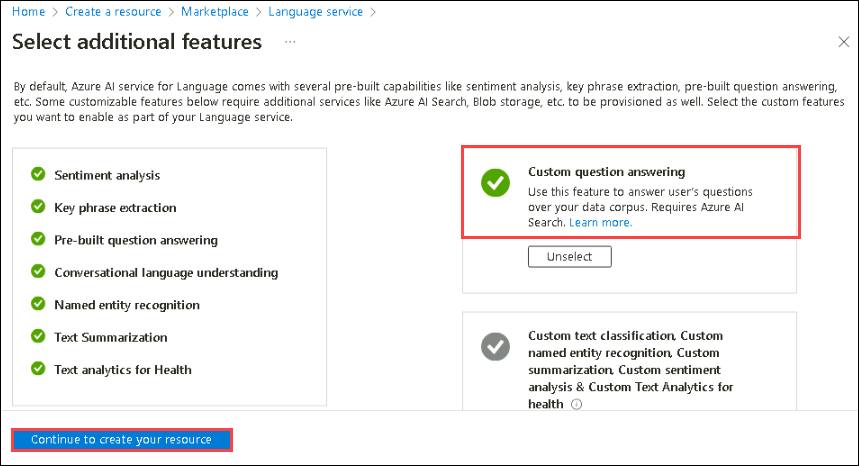 Home > Create a resource > Marketplace > Language service >
Select additional features ...
By default, Azure AI service for Language comes with several pre-built capabilities like sentiment analysis, key phrase extraction, pre-built question answering,
etc. Some customizable features below require additional services like Azure AI Search, Blob storage, etc. to be provisioned as well. Select the custom features
you want to enable as part of your Language service.
Sentiment analysis
Key phrase extraction
Pre-built question answering
Conversational language understanding
Named entity recognition
Text Summarization
Text analytics for Health
Custom question answering
Use this feature to answer user's questions
over your data corpus. Requires Azure AI
Search. Learn more.
Unselect
Custom text classification, Custom
named entity recognition, Custom
summarization, Custom sentiment
analysis & Custom Text Analytics for
health
Continue to create your resource